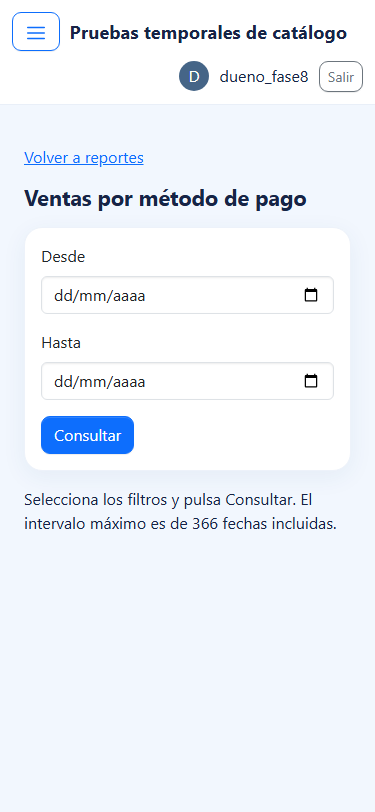 Pruebas temporales de catálogo
D dueno_fase8 Salir
Volver a reportes
Ventas por método de pago
Desde
dd/mm/aaaa
Hasta
dd/mm/aaaa
Consultar
Selecciona los filtros y pulsa Consultar. El
intervalo máximo es de 366 fechas incluidas.